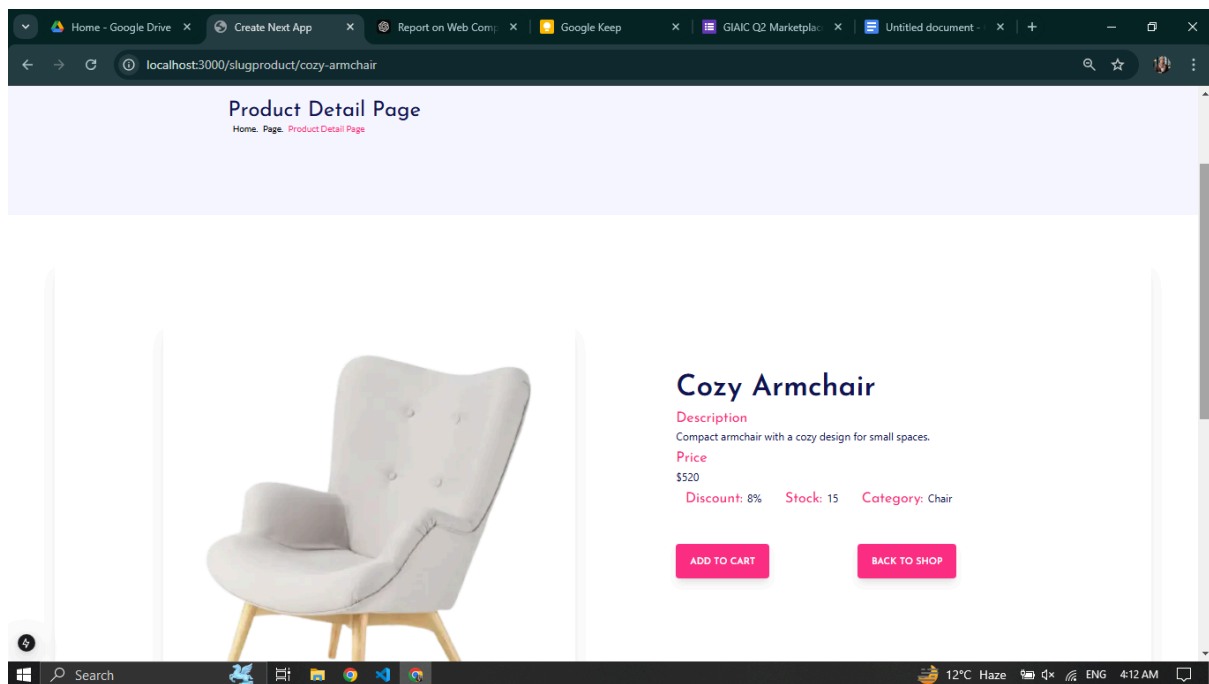 Home - Google Drive
Create Next App
Report on Web Comp
Google Keep
GIAIC Q2 Marketplac
Untitled document -
localhost:3000/slugproduct/cozy-armchair
Product Detail Page
Home. Page. Product Detail Page
Cozy Armchair
Description
Compact armchair with a cozy design for small spaces.
Price
$520
Discount: 8% Stock: 15 Category: Chair
ADD TO CART BACK TO SHOP
Search 12°C Haze ENG 4:12 AM